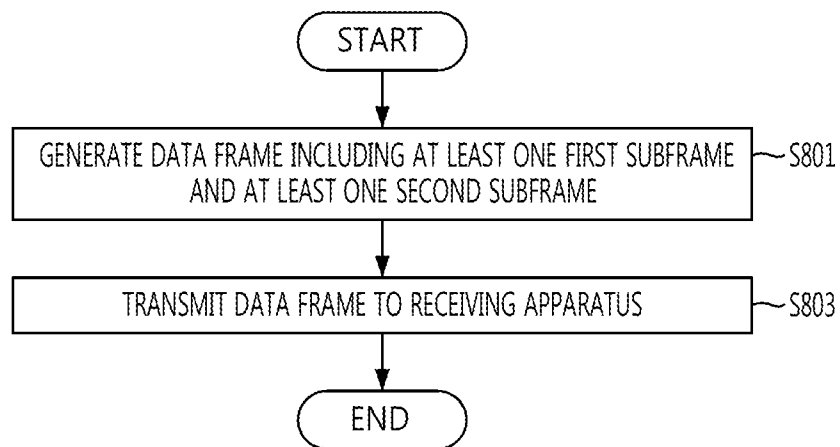 START
GENERATE DATA FRAME INCLUDING AT LEAST ONE FIRST SUBFRAME
AND AT LEAST ONE SECOND SUBFRAME
S801
TRANSMIT DATA FRAME TO RECEIVING APPARATUS
S803
END